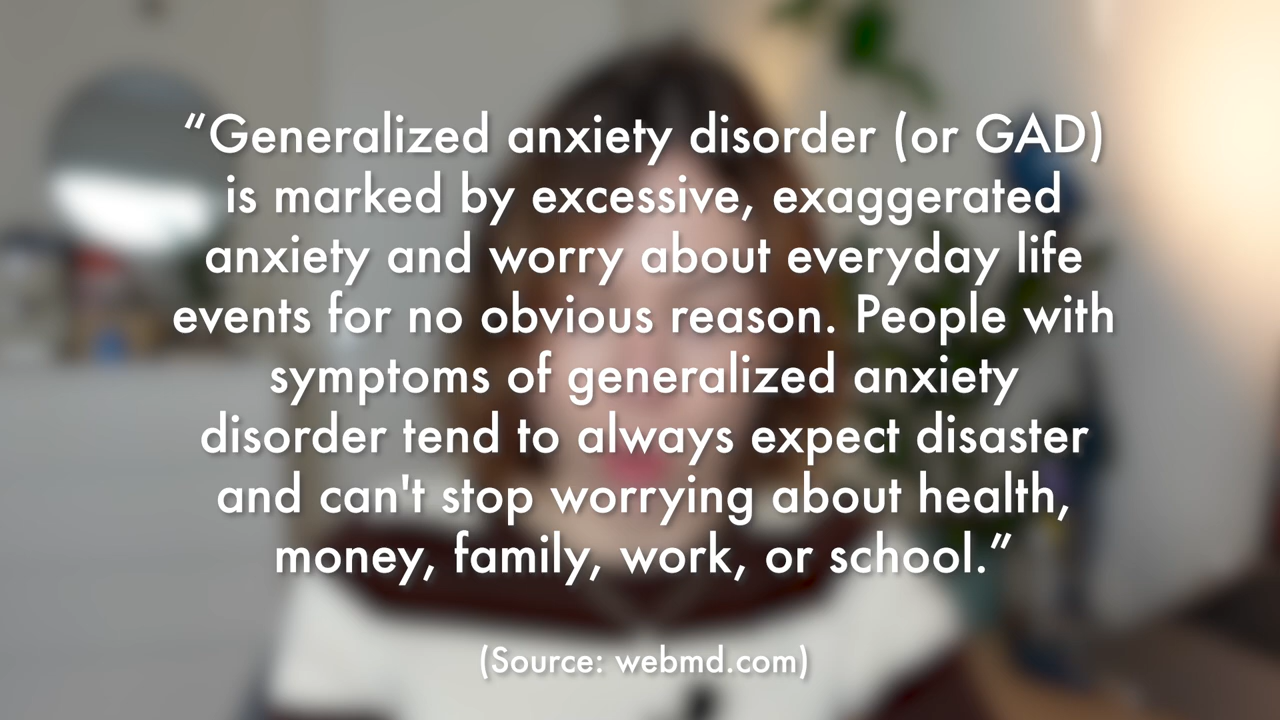 “Generalized anxiety disorder (or GAD)
is marked by excessive, exaggerated
anxiety and worry about everyday life
events for no obvious reason. People with
symptoms of generalized anxiety
disorder tend to always expect disaster
and can't stop worrying about health,
money, family, work, or school.”
(Source: webmd.com)